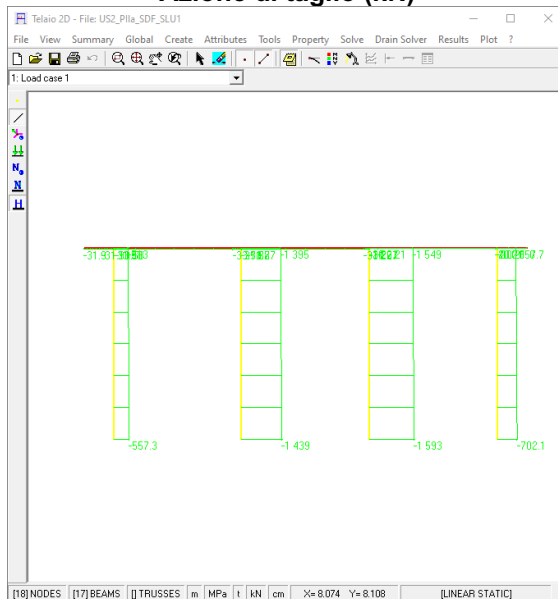 Azione di taglio (kN)
Telaio 2D - File: US2_PIIa_SDF_SLU1
File View Summary Global Create Attributes Tools Property Solve Drain Solver Results Plot ?
1: Load case 1
-31.9 -1 395 -1 549
-557.3 -1 439 -1 593 -702.1
[18] NODES [17] BEAMS [] TRUSSES m MPa t kN cm X= 8.074 Y= 8.108 [LINEAR STATIC]